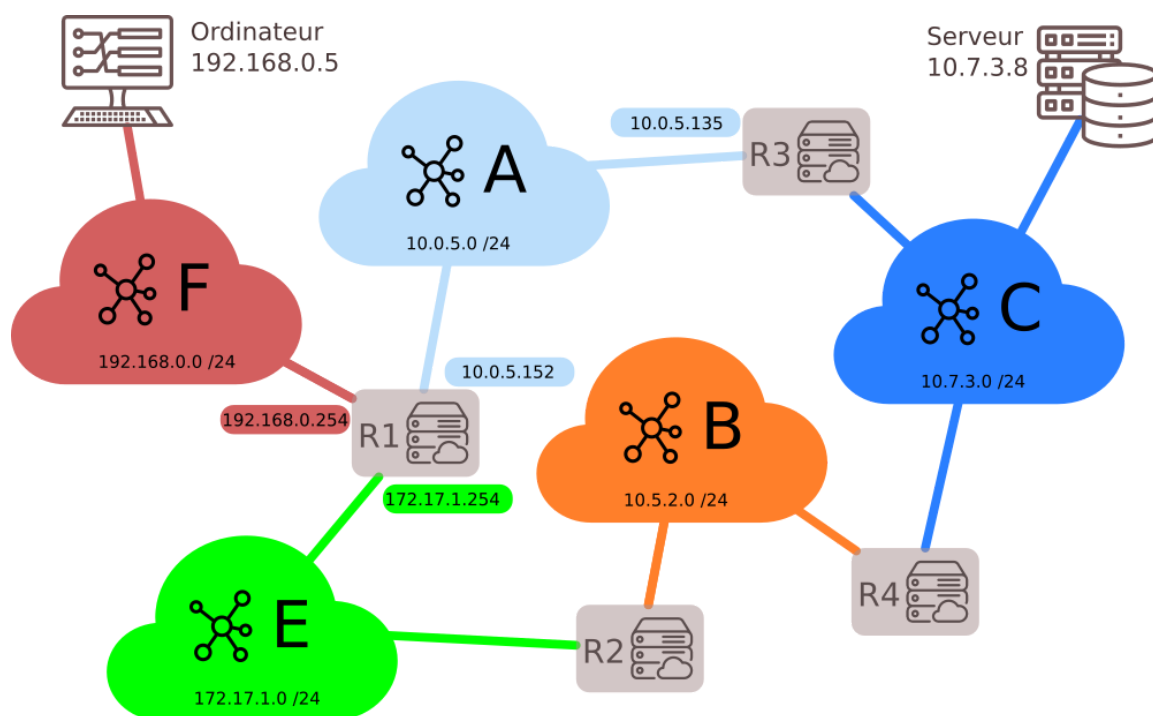 Ordinateur
192.168.0.5
Serveur
10.7.3.8
10.0.5.135
R3
A
10.0.5.0 /24
F
192.168.0.0 /24
C
10.7.3.0 /24
10.0.5.152
192.168.0.254
R1
B
10.5.2.0 /24
172.17.1.254
R4
E
172.17.1.0 /24
R2